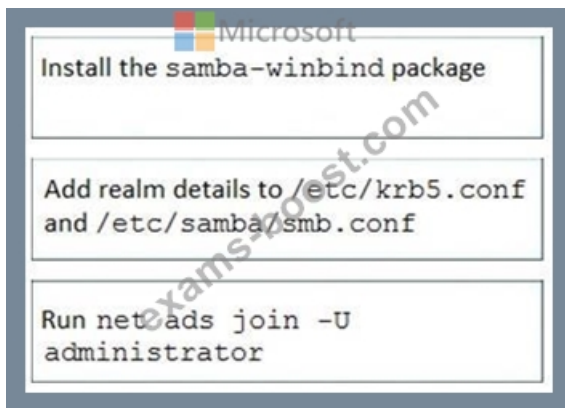 Microsoft
Install the samba-winbind package
Add realm details to /etc/krb5.conf
and /etc/samba/smb.conf
exams-boost.com
Run net ads join -U
administrator